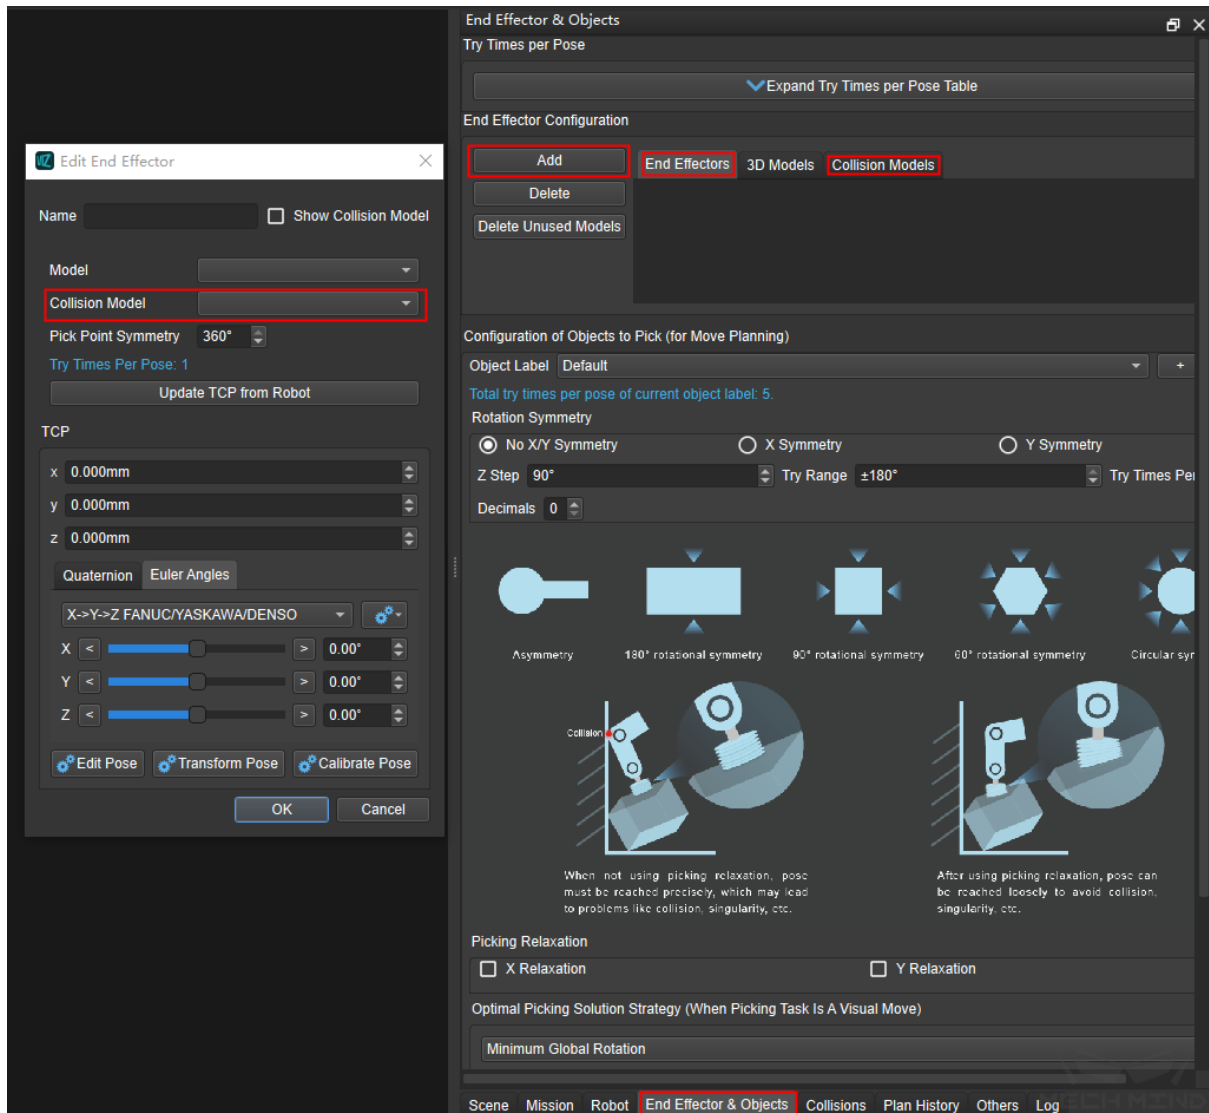 End Effector & Objects
Try Times per Pose
Expand Try Times per Pose Table
End Effector Configuration
Add
Delete
Delete Unused Models
End Effectors
3D Models
Collision Models
Edit End Effector
Name
Show Collision Model
Model
Collision Model
Pick Point Symmetry 360°
Try Times Per Pose: 1
Update TCP from Robot
TCP
x 0.000mm
y 0.000mm
z 0.000mm
Quaternion Euler Angles
X->Y->Z FANUC/YASKAWA/DENSO
X < > 0.00°
Y < > 0.00°
Z < > 0.00°
Edit Pose Transform Pose Calibrate Pose
OK Cancel
Configuration of Objects to Pick (for Move Planning)
Object Label Default +
Total try times per pose of current object label: 5.
Rotation Symmetry
No X/Y Symmetry X Symmetry Y Symmetry
Z Step 90° Try Range ±180° Try Times Per
Decimals 0
Asymmetry 180° rotational symmetry 90° rotational symmetry 60° rotational symmetry Circular syr
Collision
When not using picking relaxation, pose
must be reached precisely, which may lead
to problems like collision, singularity, etc.
After using picking relaxation, pose can
be reached loosely to avoid collision,
singularity, etc.
Picking Relaxation
X Relaxation Y Relaxation
Optimal Picking Solution Strategy (When Picking Task Is A Visual Move)
Minimum Global Rotation
Scene Mission Robot End Effector & Objects Collisions Plan History Others Log